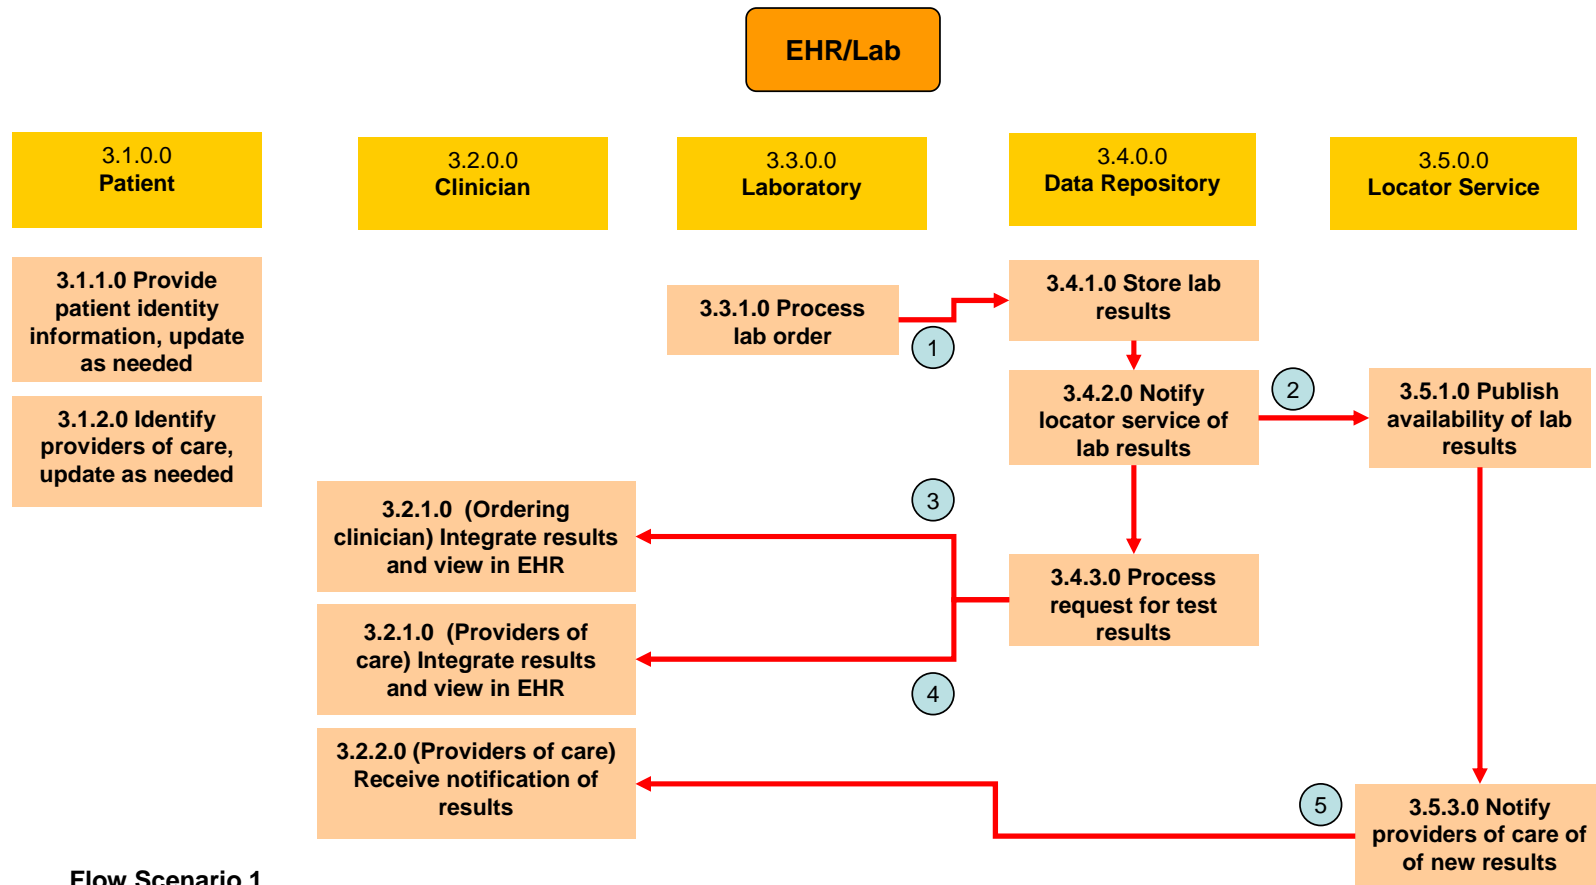 EHR/Lab
3.1.0.0
Patient
3.2.0.0
Clinician
3.3.0.0
Laboratory
3.4.0.0
Data Repository
3.5.0.0
Locator Service
3.1.1.0 Provide
patient identity
information, update
as needed
3.1.2.0 Identify
providers of care,
update as needed
3.3.1.0 Process
lab order
1
3.4.1.0 Store lab
results
3.4.2.0 Notify
locator service of
lab results
2
3.5.1.0 Publish
availability of lab
results
3.2.1.0 (Ordering
clinician) Integrate results
and view in EHR
3
3.4.3.0 Process
request for test
results
3.2.1.0 (Providers of
care) Integrate results
and view in EHR
4
3.2.2.0 (Providers of care)
Receive notification of
results
5
3.5.3.0 Notify
providers of care of
of new results
Flow Scenario 1